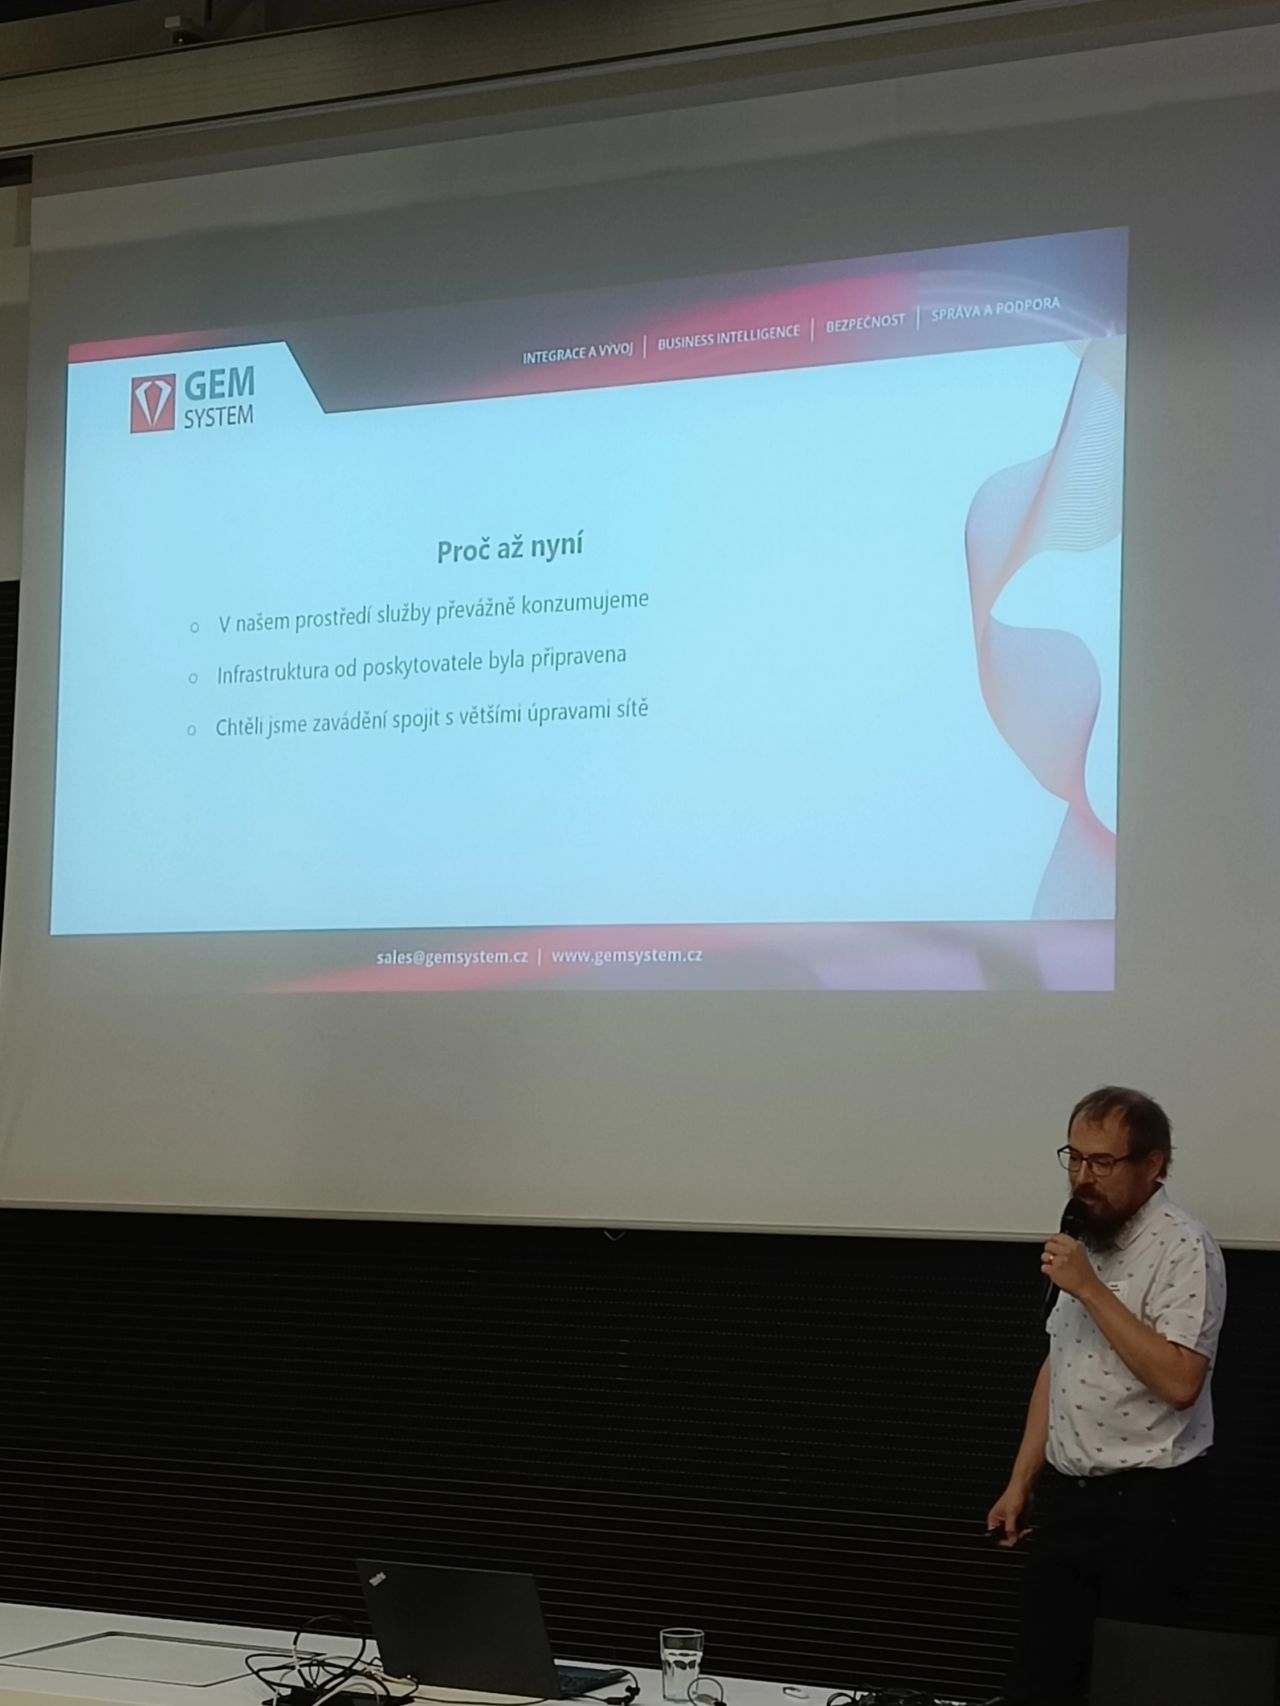 INTEGRACE A VÝVOJ | BUSINESS INTELLIGENCE | BEZPEČNOST | SPRÁVA A PODPORA
GEM
SYSTEM
Proč až nyní
V našem prostředí služby převážně konzumujeme
Infrastruktura od poskytovatele byla připravena
Chtěli jsme zavádění spojit s většími úpravami sítě
sales@gemsystem.cz | www.gemsystem.cz